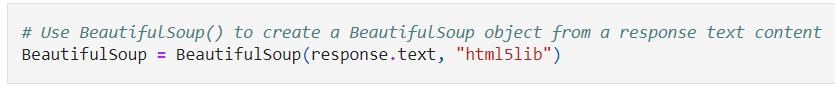 # Use BeautifulSoup() to create a BeautifulSoup object from a response text content
BeautifulSoup = BeautifulSoup(response.text, "html5lib")